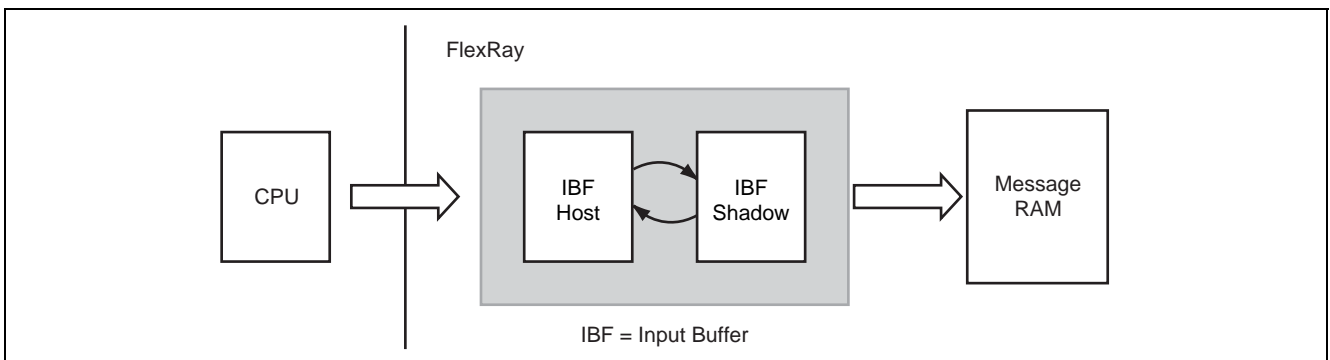 FlexRay
CPU
IBF
Host
IBF
Shadow
Message
RAM
IBF = Input Buffer